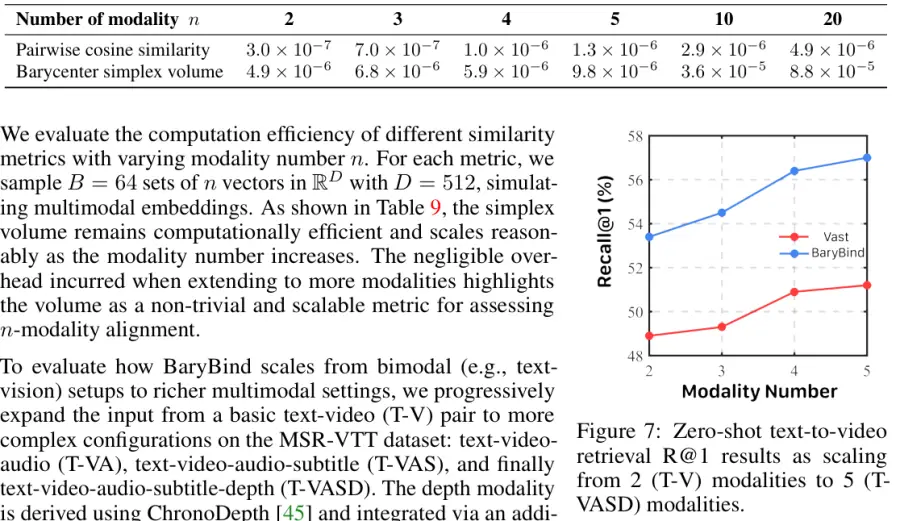 Number of modality n 2 3 4 5 10 20
Pairwise cosine similarity 3.0 × 10⁻⁷ 7.0 × 10⁻⁷ 1.0 × 10⁻⁶ 1.3 × 10⁻⁶ 2.9 × 10⁻⁶ 4.9 × 10⁻⁶
Barycenter simplex volume 4.9 × 10⁻⁶ 6.8 × 10⁻⁶ 5.9 × 10⁻⁶ 9.8 × 10⁻⁶ 3.6 × 10⁻⁵ 8.8 × 10⁻⁵
We evaluate the computation efficiency of different similarity
metrics with varying modality number n. For each metric, we
sample B = 64 sets of n vectors in ℝᴰ with D = 512, simulat-
ing multimodal embeddings. As shown in Table 9, the simplex
volume remains computationally efficient and scales reason-
ably as the modality number increases. The negligible over-
head incurred when extending to more modalities highlights
the volume as a non-trivial and scalable metric for assessing
n-modality alignment.
To evaluate how BaryBind scales from bimodal (e.g., text-
vision) setups to richer multimodal settings, we progressively
expand the input from a basic text-video (T-V) pair to more
complex configurations on the MSR-VTT dataset: text-video-
audio (T-VA), text-video-audio-subtitle (T-VAS), and finally
text-video-audio-subtitle-depth (T-VASD). The depth modality
is derived using ChronoDepth [45] and integrated via an addi-
58
56
54
52
50
48
Recall@1 (%)
Vast
BaryBind
2 3 4 5
Modality Number
Figure 7: Zero-shot text-to-video
retrieval R@1 results as scaling
from 2 (T-V) modalities to 5 (T-
VASD) modalities.